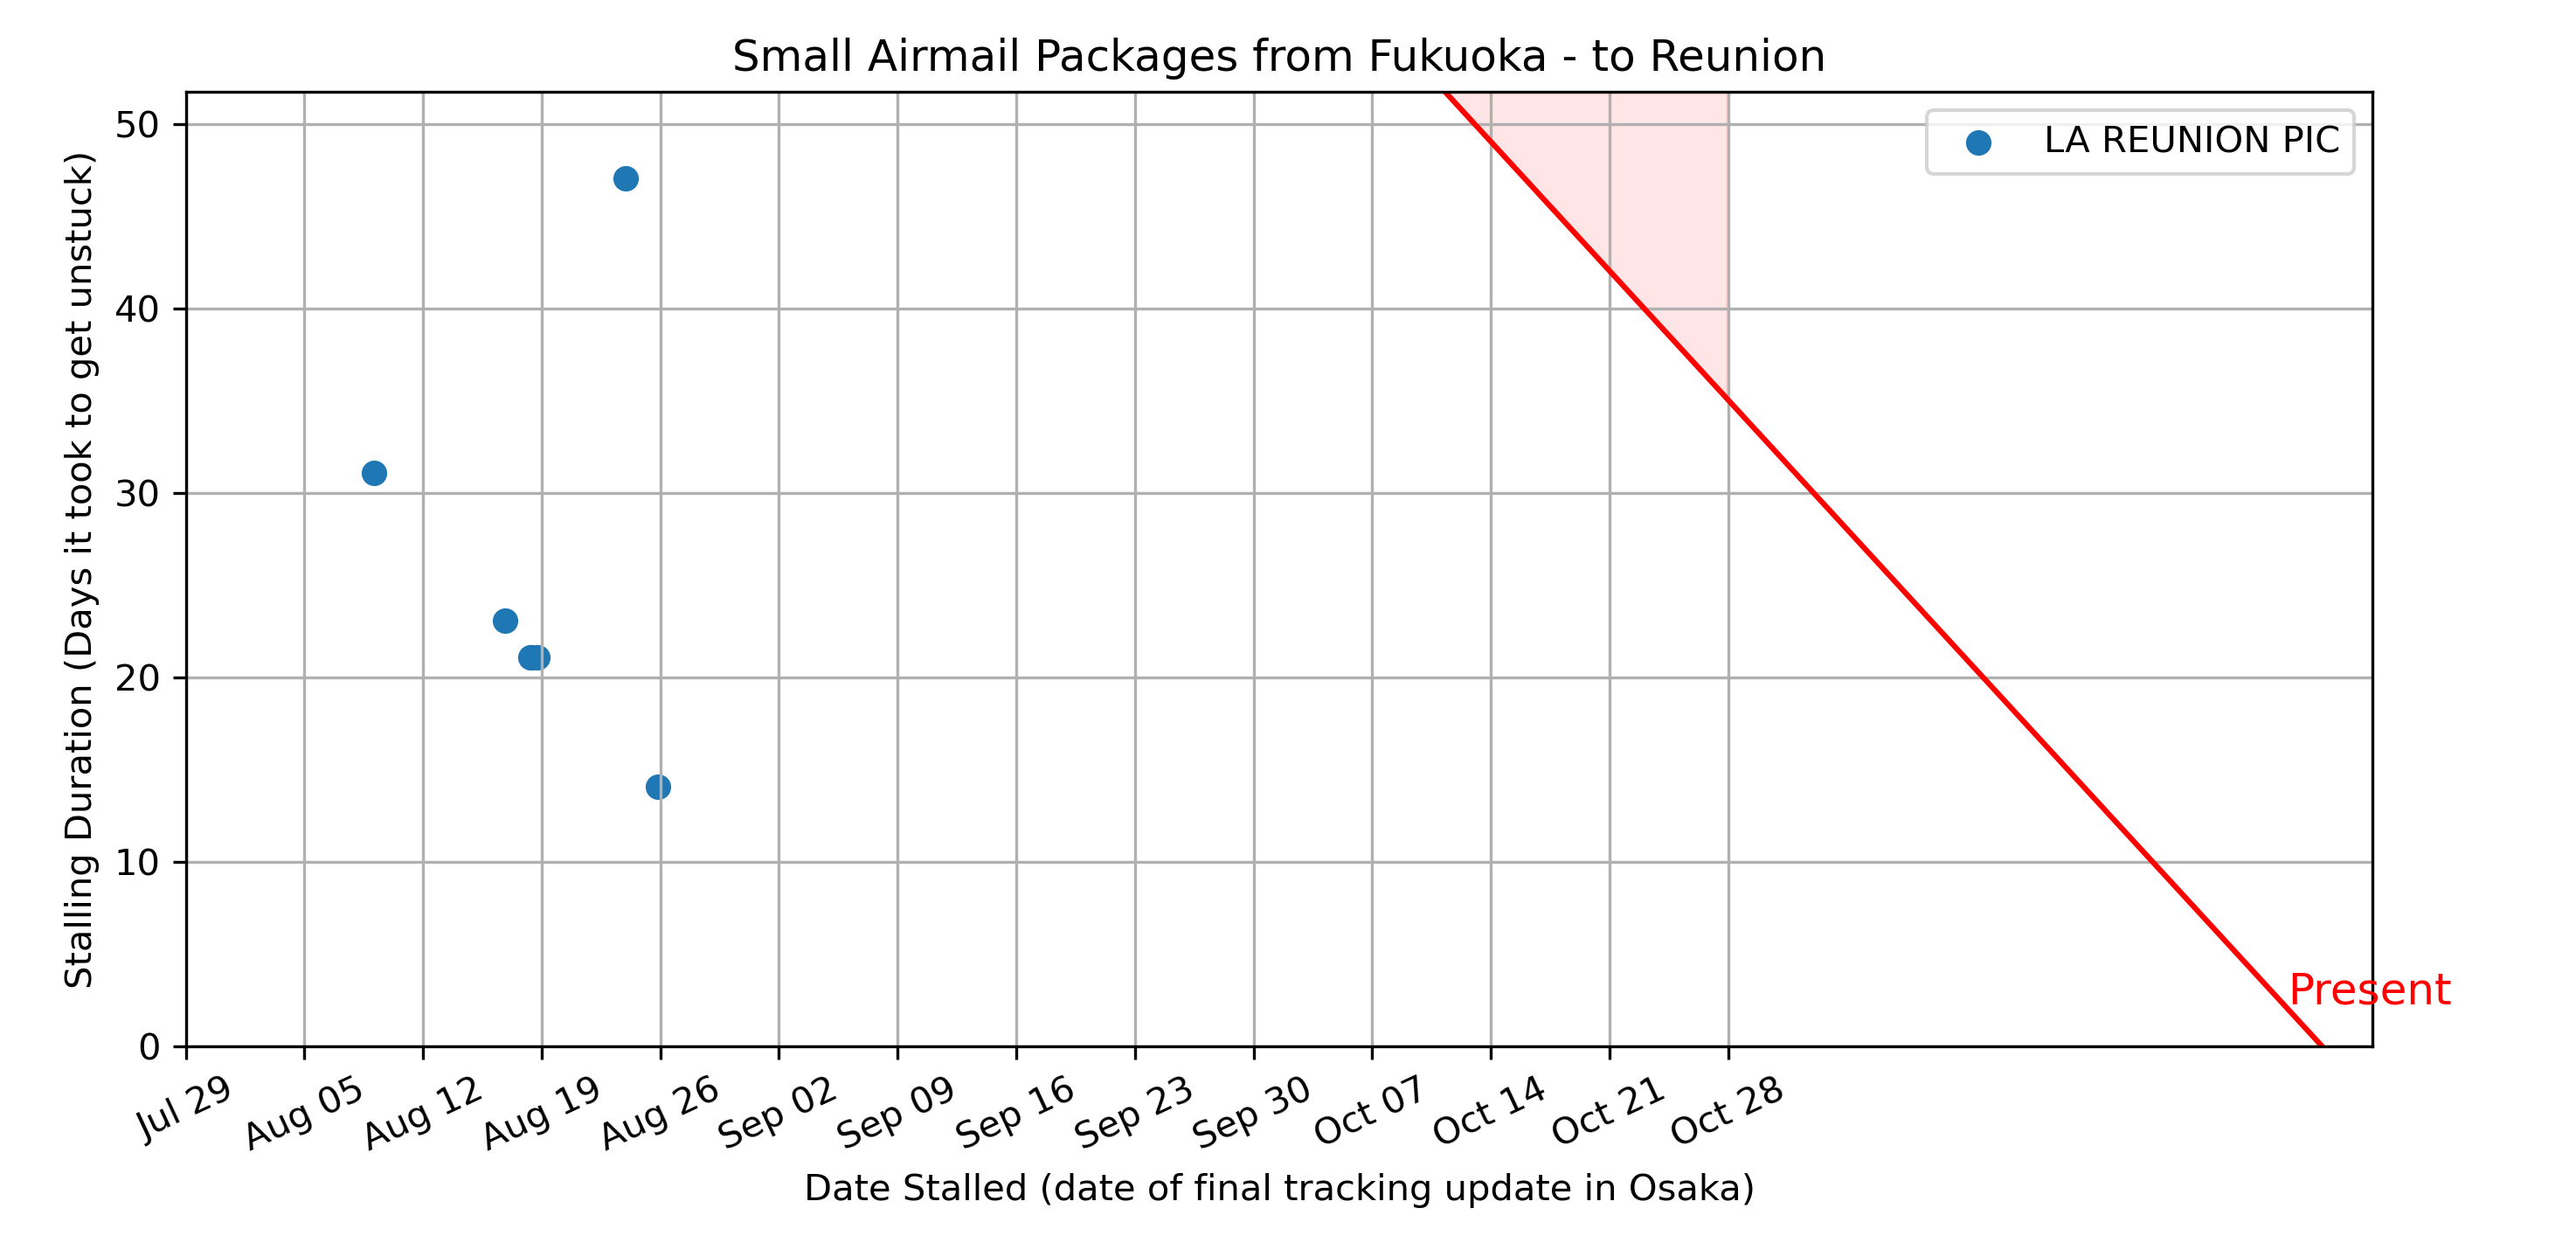 Small Airmail Packages from Fukuoka - to Reunion
LA REUNION PIC
Stalling Duration (Days it took to get unstuck)
50
40
30
20
10
0
Present
Jul 29
Aug 05
Aug 12
Aug 19
Aug 26
Sep 02
Sep 09
Sep 16
Sep 23
Sep 30
Oct 07
Oct 14
Oct 21
Oct 28
Date Stalled (date of final tracking update in Osaka)